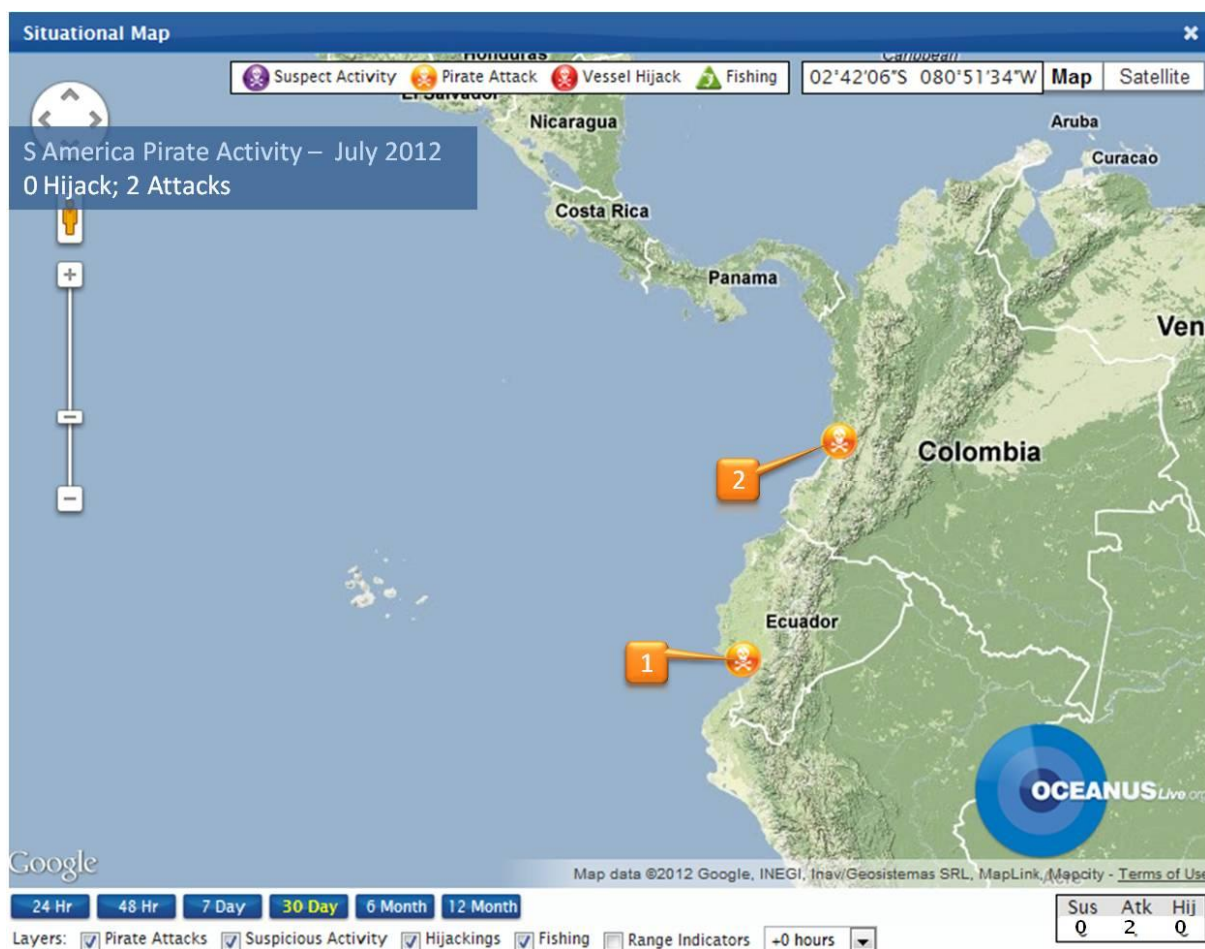 Situational Map
Honduras
Caribbean
Suspect Activity Pirate Attack Vessel Hijack Fishing 02°42'06"S 080°51'34"W Map Satellite
El Salvador
Nicaragua
Aruba
S America Pirate Activity – July 2012
Curacao
0 Hijack; 2 Attacks
Costa Rica
Panama
Ven
Colombia
2
Ecuador
1
OCEANUS Live.org
Google
Map data ©2012 Google, INEGI, Inav/Geosistemas SRL, MapLink, Mapcity - Terms of Use
Acre
24 Hr 48 Hr 7 Day 30 Day 6 Month 12 Month
Sus Atk Hij
0 2 0
Layers: Pirate Attacks Suspicious Activity Hijackings Fishing Range Indicators +0 hours